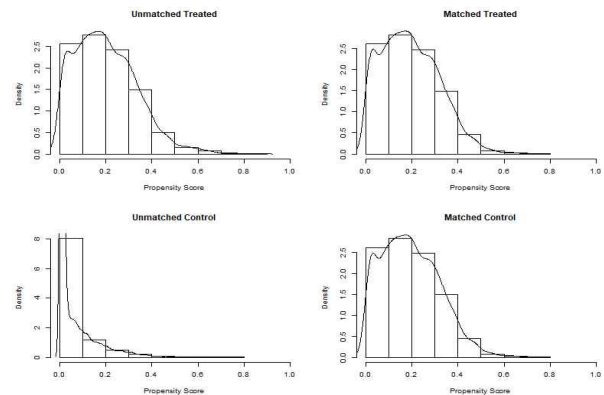 Unmatched Treated
Density
0.0 0.5 1.0 1.5 2.0 2.5
0.0 0.2 0.4 0.6 0.8 1.0
Propensity Score
Matched Treated
Density
0.0 0.5 1.0 1.5 2.0 2.5
0.0 0.2 0.4 0.6 0.8 1.0
Propensity Score
Unmatched Control
Density
0 2 4 6 8
0.0 0.2 0.4 0.6 0.8 1.0
Propensity Score
Matched Control
Density
0.0 0.5 1.0 1.5 2.0 2.5
0.0 0.2 0.4 0.6 0.8 1.0
Propensity Score